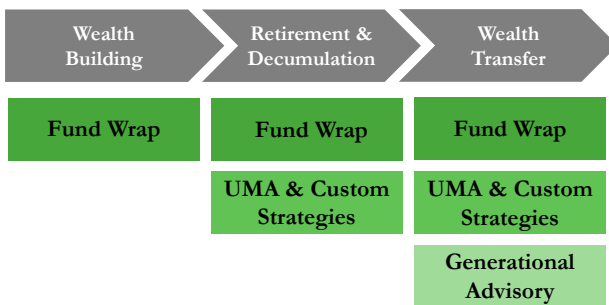 Wealth
Building
Retirement &
Decumulation
Wealth
Transfer
Fund Wrap
Fund Wrap
Fund Wrap
UMA & Custom
Strategies
UMA & Custom
Strategies
Generational
Advisory